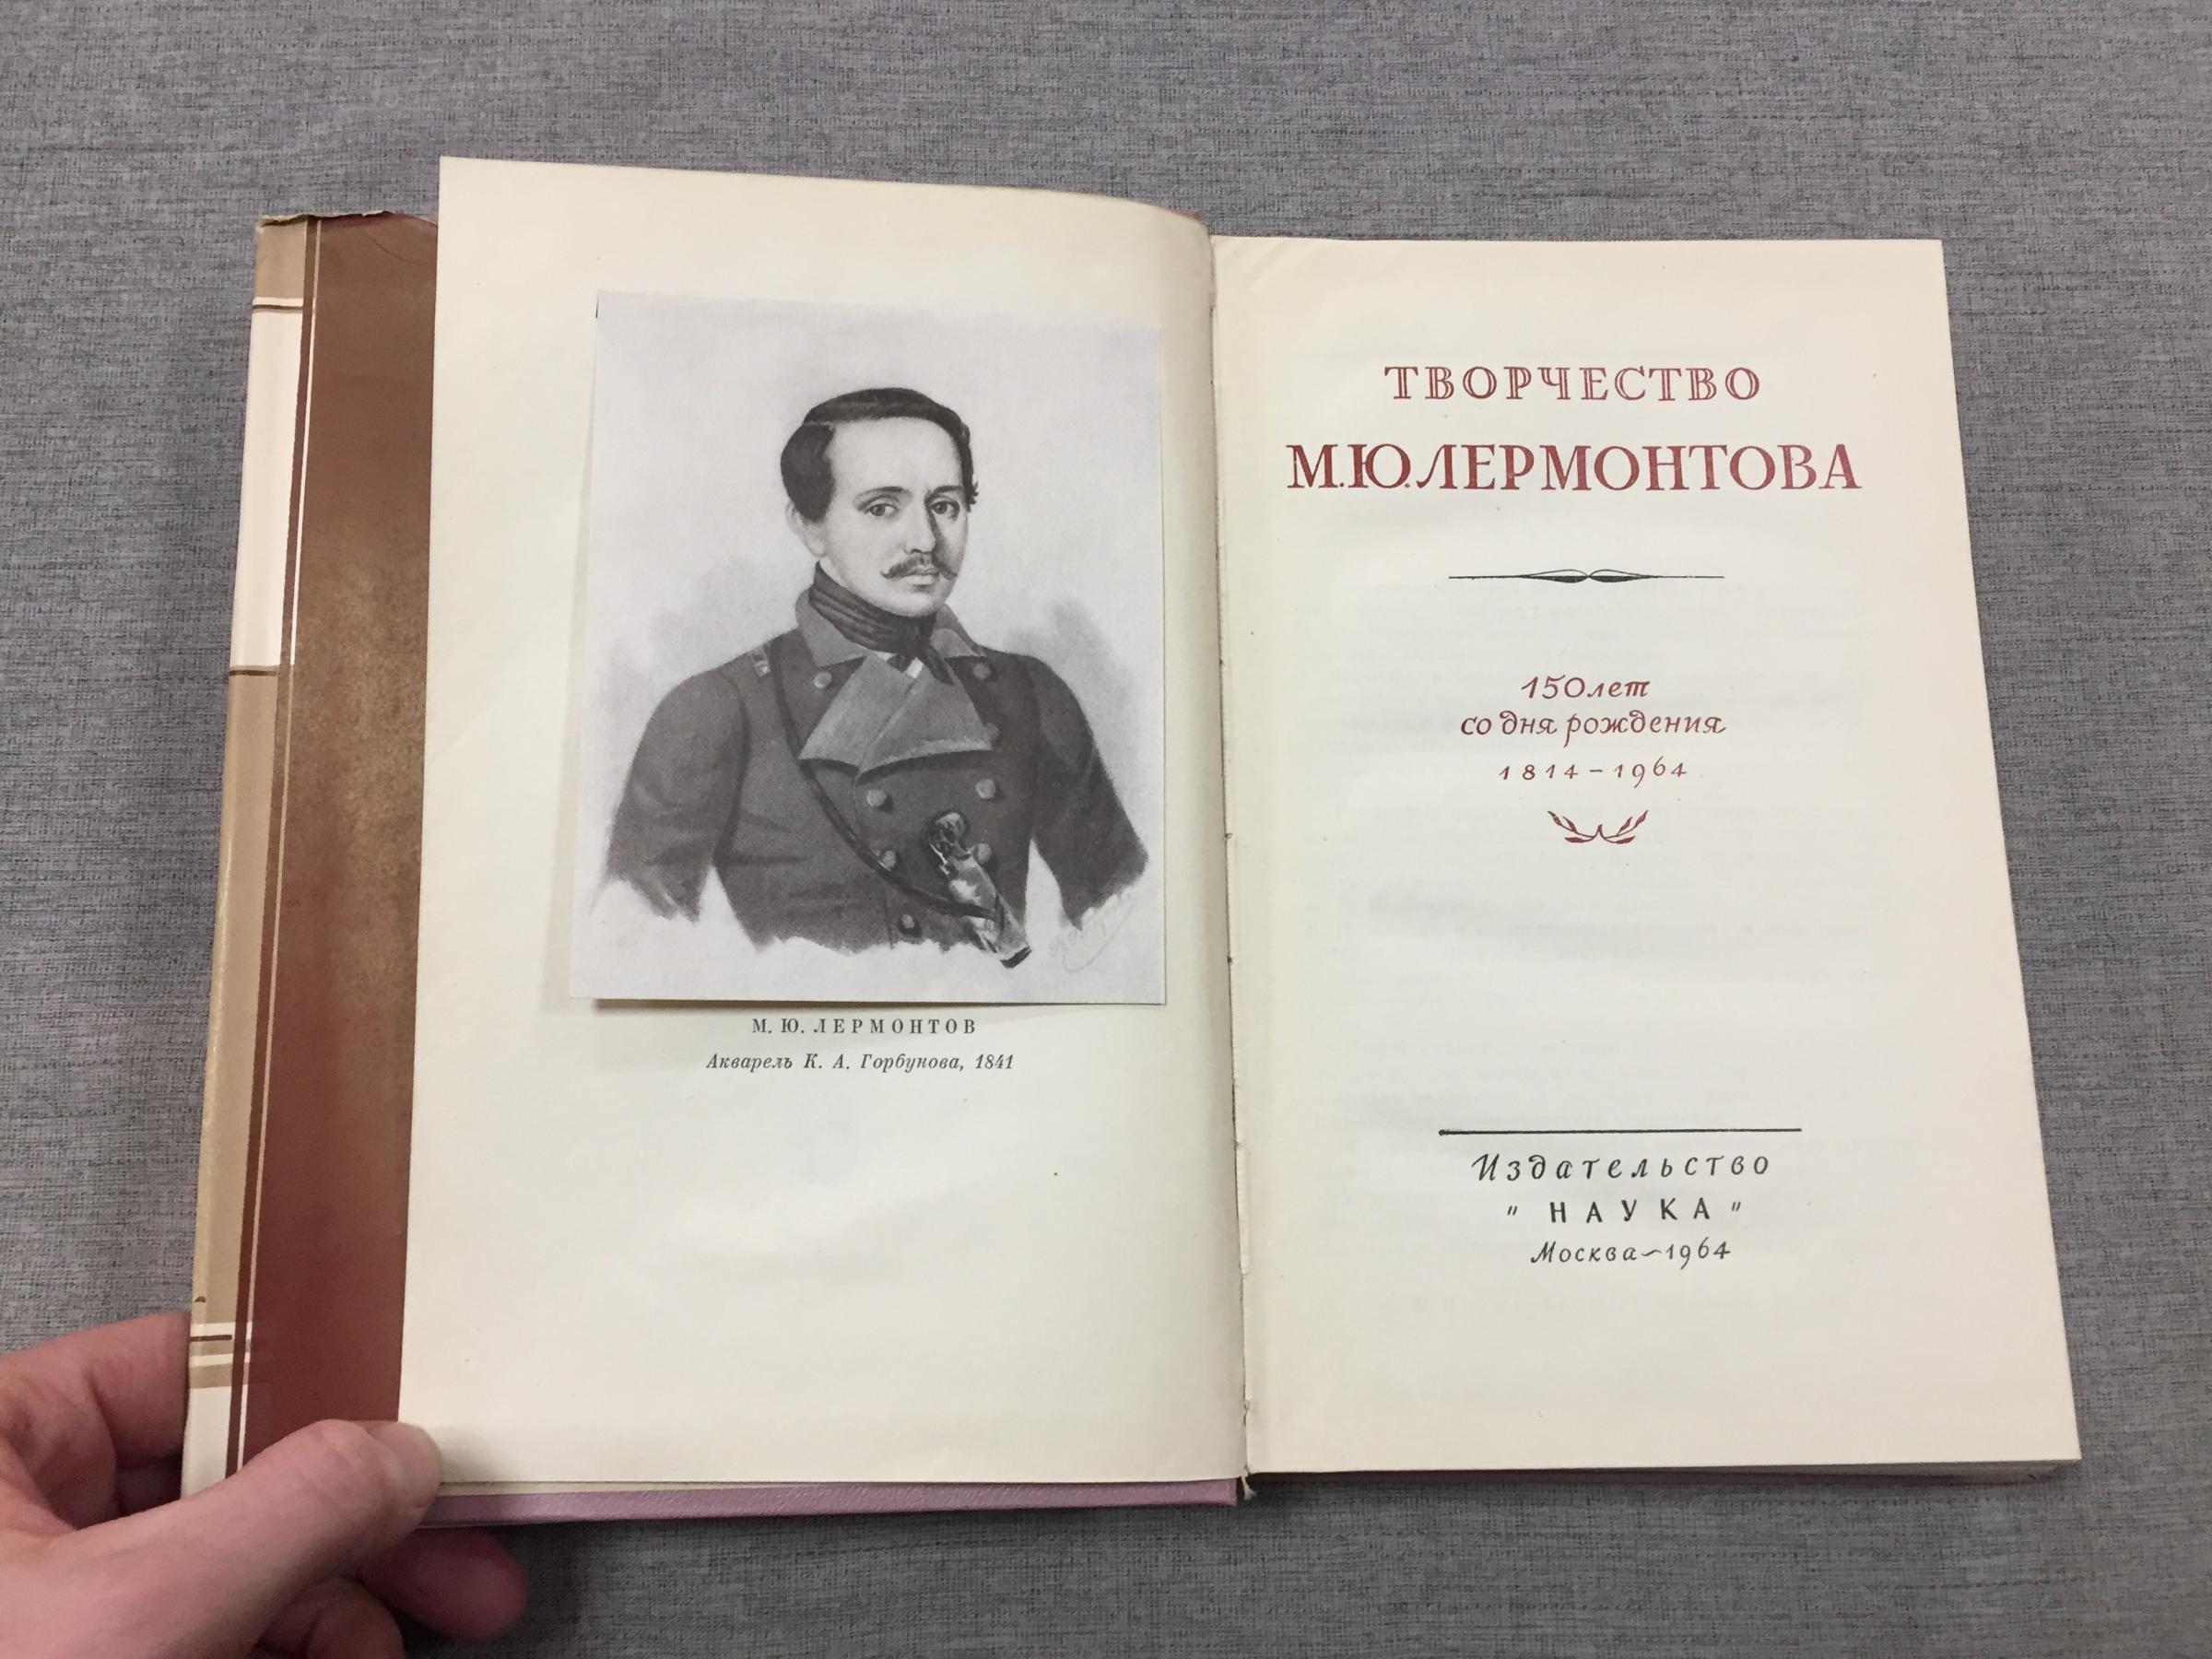 М. Ю. ЛЕРМОНТОВ
Акварель К. А. Горбунова, 1841
ТВОРЧЕСТВО
М.Ю.ЛЕРМОНТОВА
150 лет
со дня рождения
1814-1964
Издательство
"НАУКА"
Москва~1964